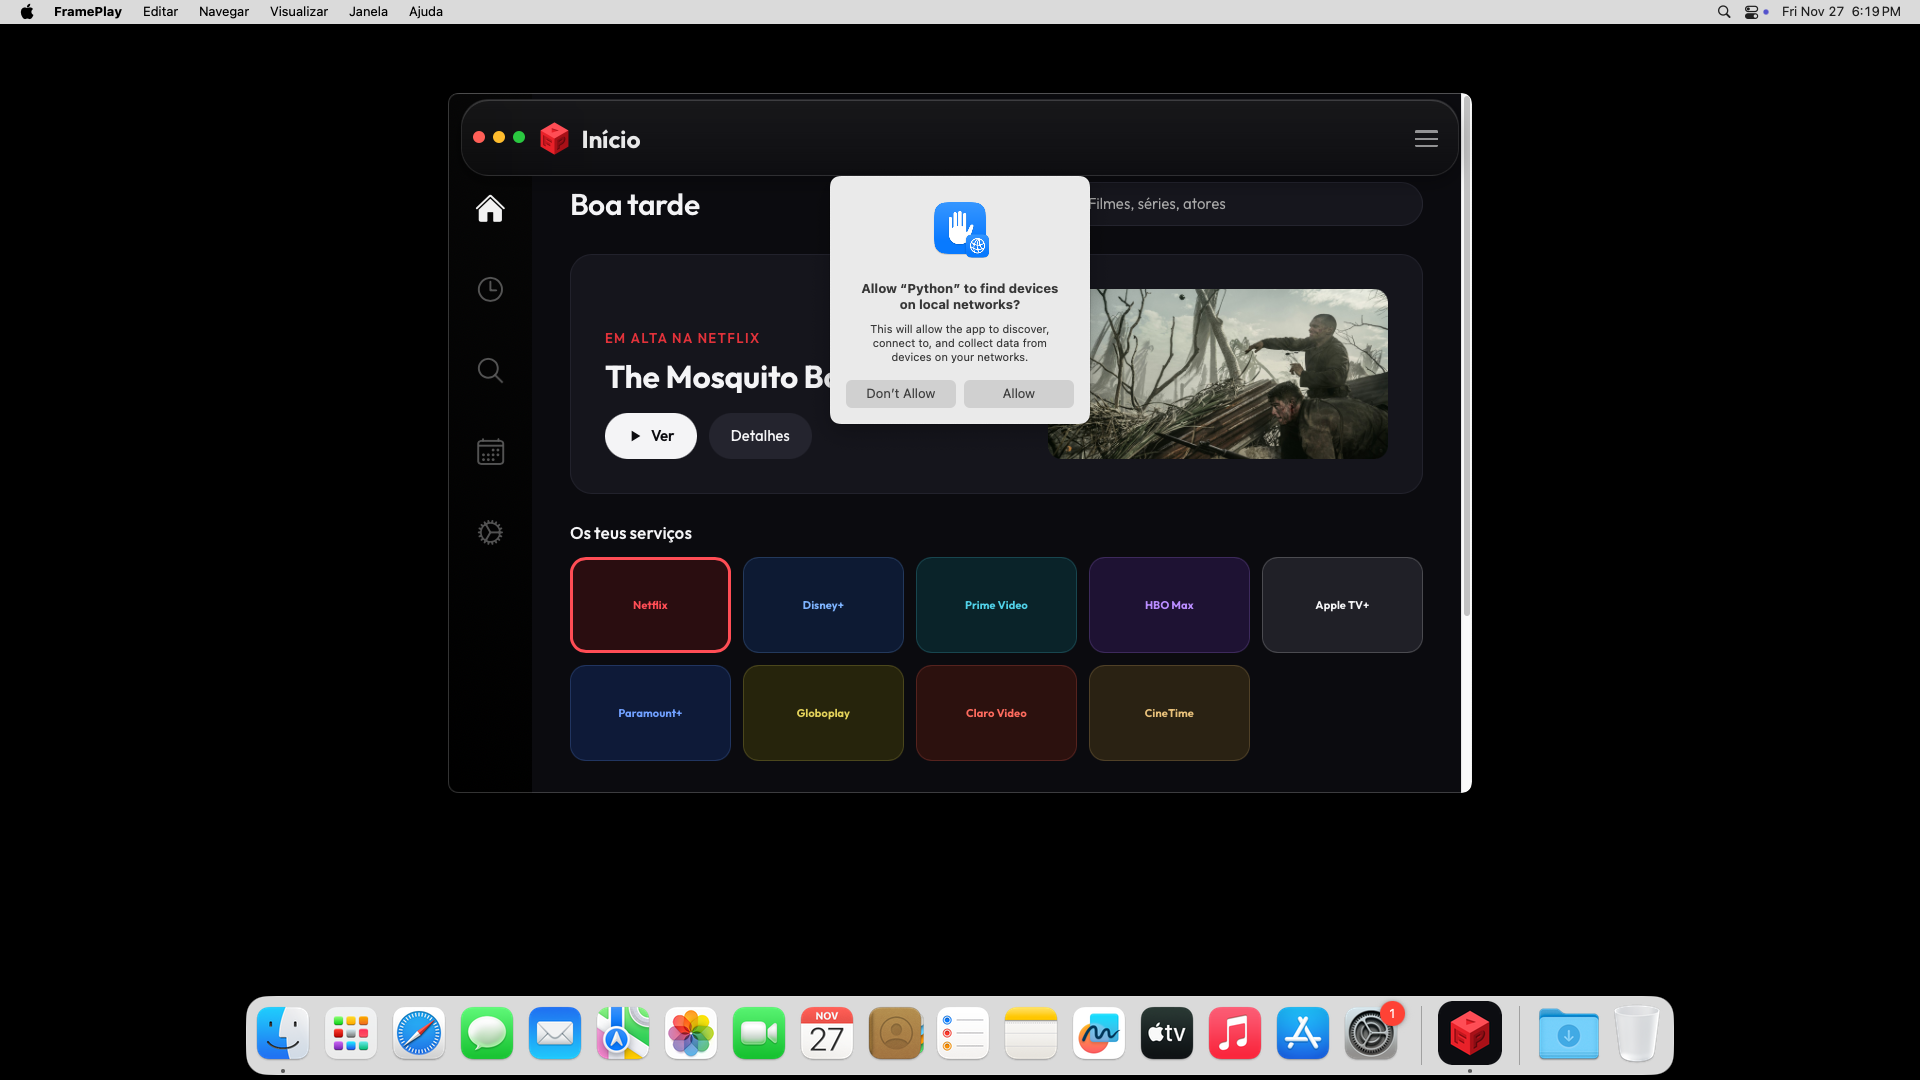 FramePlay Editar Navegar Visualizar Janela Ajuda
Fri Nov 27 6:19 PM
Início
Boa tarde
Filmes, séries, atores
Allow “Python” to find devices
on local networks?
This will allow the app to discover,
connect to, and collect data from
devices on your networks.
Don’t Allow
Allow
EM ALTA NA NETFLIX
The Mosquito
Ver
Detalhes
Os teus serviços
Netflix
Disney+
Prime Video
HBO Max
Apple TV+
Paramount+
Globoplay
Claro Video
CineTime
NOV
27
tv
1